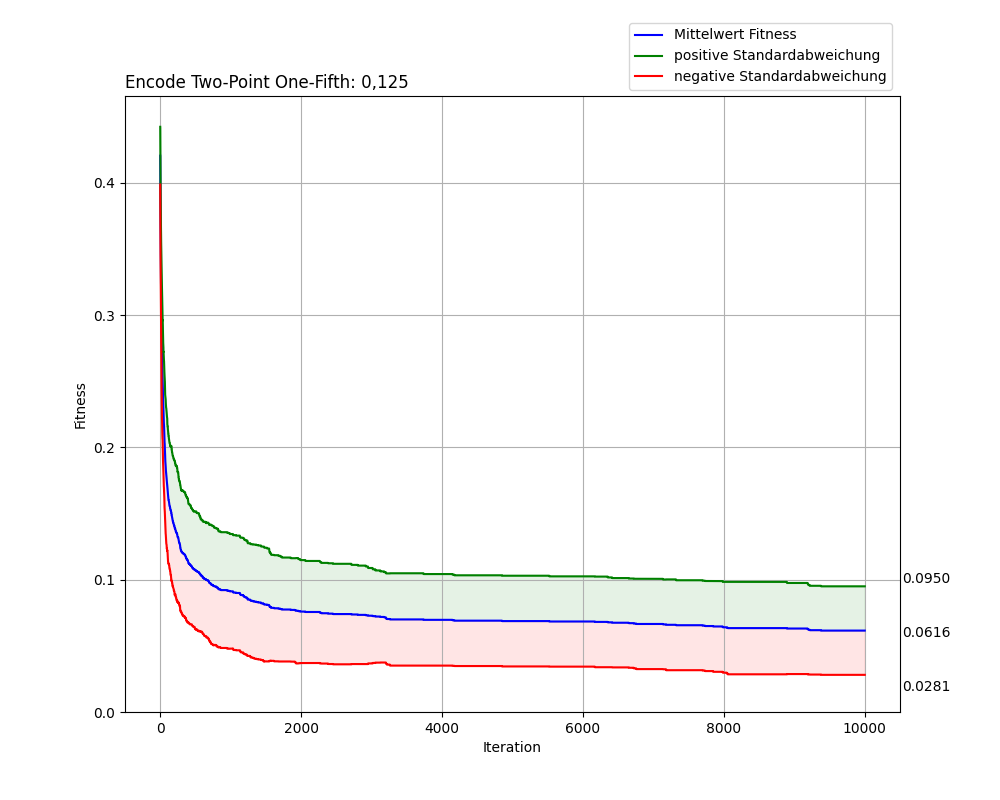 Mittelwert Fitness
positive Standardabweichung
negative Standardabweichung
Encode Two-Point One-Fifth: 0,125
Fitness
0.4
0.3
0.2
0.1
0.0
0.0950
0.0616
0.0281
0 2000 4000 6000 8000 10000
Iteration